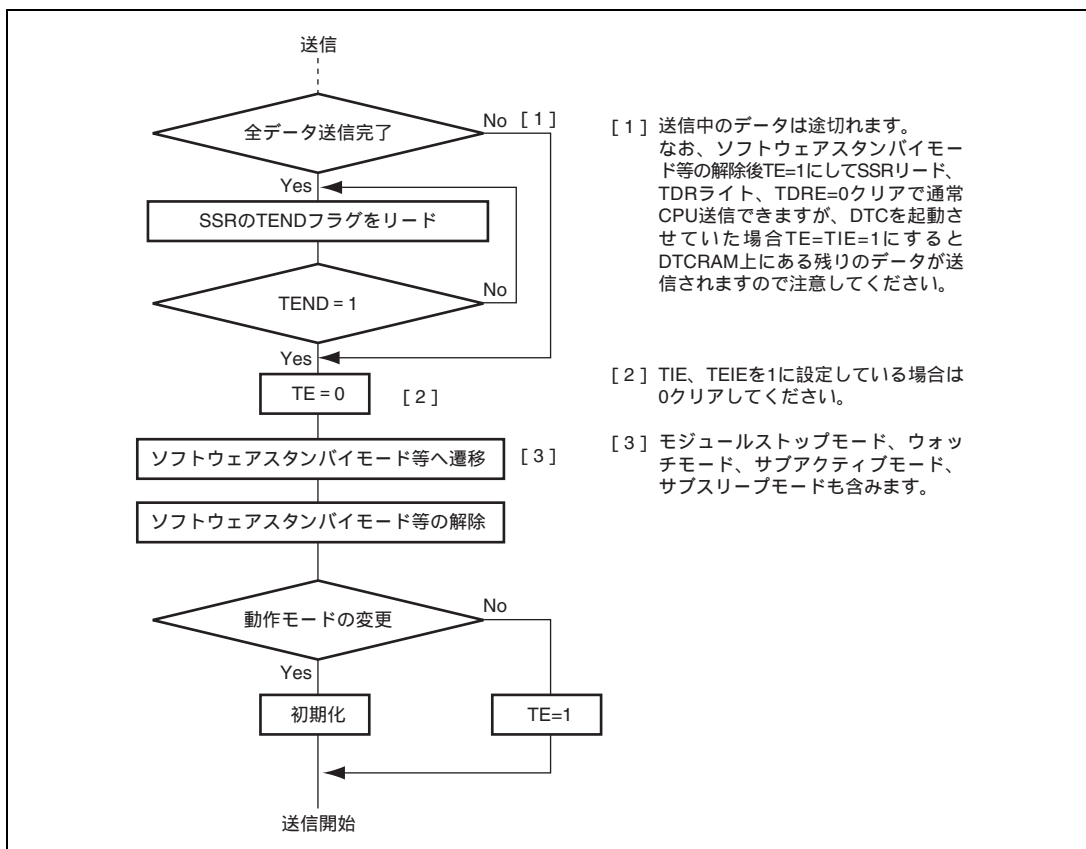 送信
全データ送信完了
No [ 1 ]
Yes
SSRのTENDフラグをリード
TEND = 1
No
Yes
TE = 0
[ 2 ]
ソフトウェアスタンバイモード等へ遷移
[ 3 ]
ソフトウェアスタンバイモード等の解除
動作モードの変更
No
Yes
初期化
TE=1
送信開始
[ 1 ] 送信中のデータは途切れます。
なお、ソフトウェアスタンバイモー
ド等の解除後TE=1にしてSSRリード、
TDRライト、TDRE=0クリアで通常
CPU送信できますが、DTCを起動さ
せていた場合TE=TIE=1にすると
DTCRAM上にある残りのデータが送
信されますので注意してください。
[ 2 ] TIE、TEIEを1に設定している場合は
0クリアしてください。
[ 3 ] モジュールストップモード、ウォッ
チモード、サブアクティブモード、
サブスリープモードも含みます。